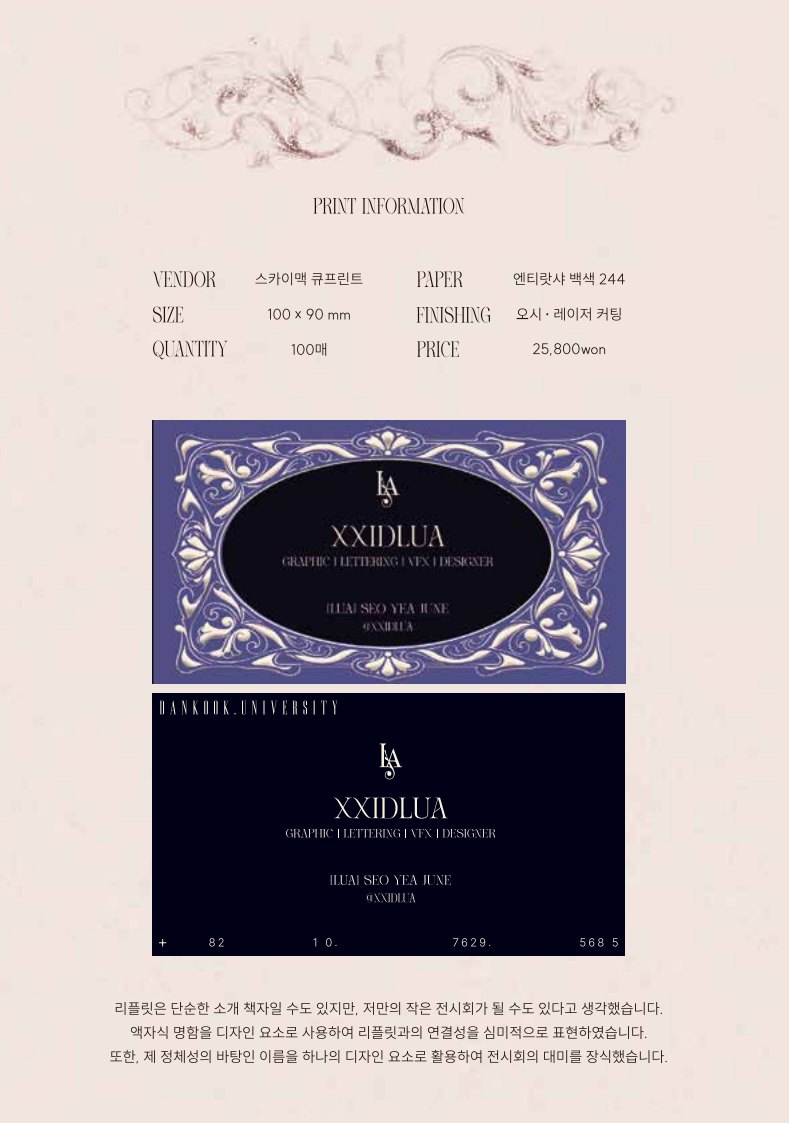 PRINT INFORMATION
VENDOR 스카이맥 큐프린트 PAPER 엔티랏샤 백색 244
SIZE 100 × 90 mm FINISHING 오시 · 레이저 커팅
QUANTITY 100매 PRICE 25,800won
LA
XXIDLUA
GRAPHIC | LETTERING | VFX | DESIGNER
[LUA] SEO YEA JUNE
@XXIDLUA
DANKOOK.UNIVERSITY
LA
XXIDLUA
GRAPHIC | LETTERING | VFX | DESIGNER
[LUA] SEO YEA JUNE
@XXIDLUA
+ 82 1 0. 7629. 568 5
리플릿은 단순한 소개 책자일 수도 있지만, 저만의 작은 전시회가 될 수도 있다고 생각했습니다.
액자식 명함을 디자인 요소로 사용하여 리플릿과의 연결성을 심미적으로 표현하였습니다.
또한, 제 정체성의 바탕인 이름을 하나의 디자인 요소로 활용하여 전시회의 대미를 장식했습니다.